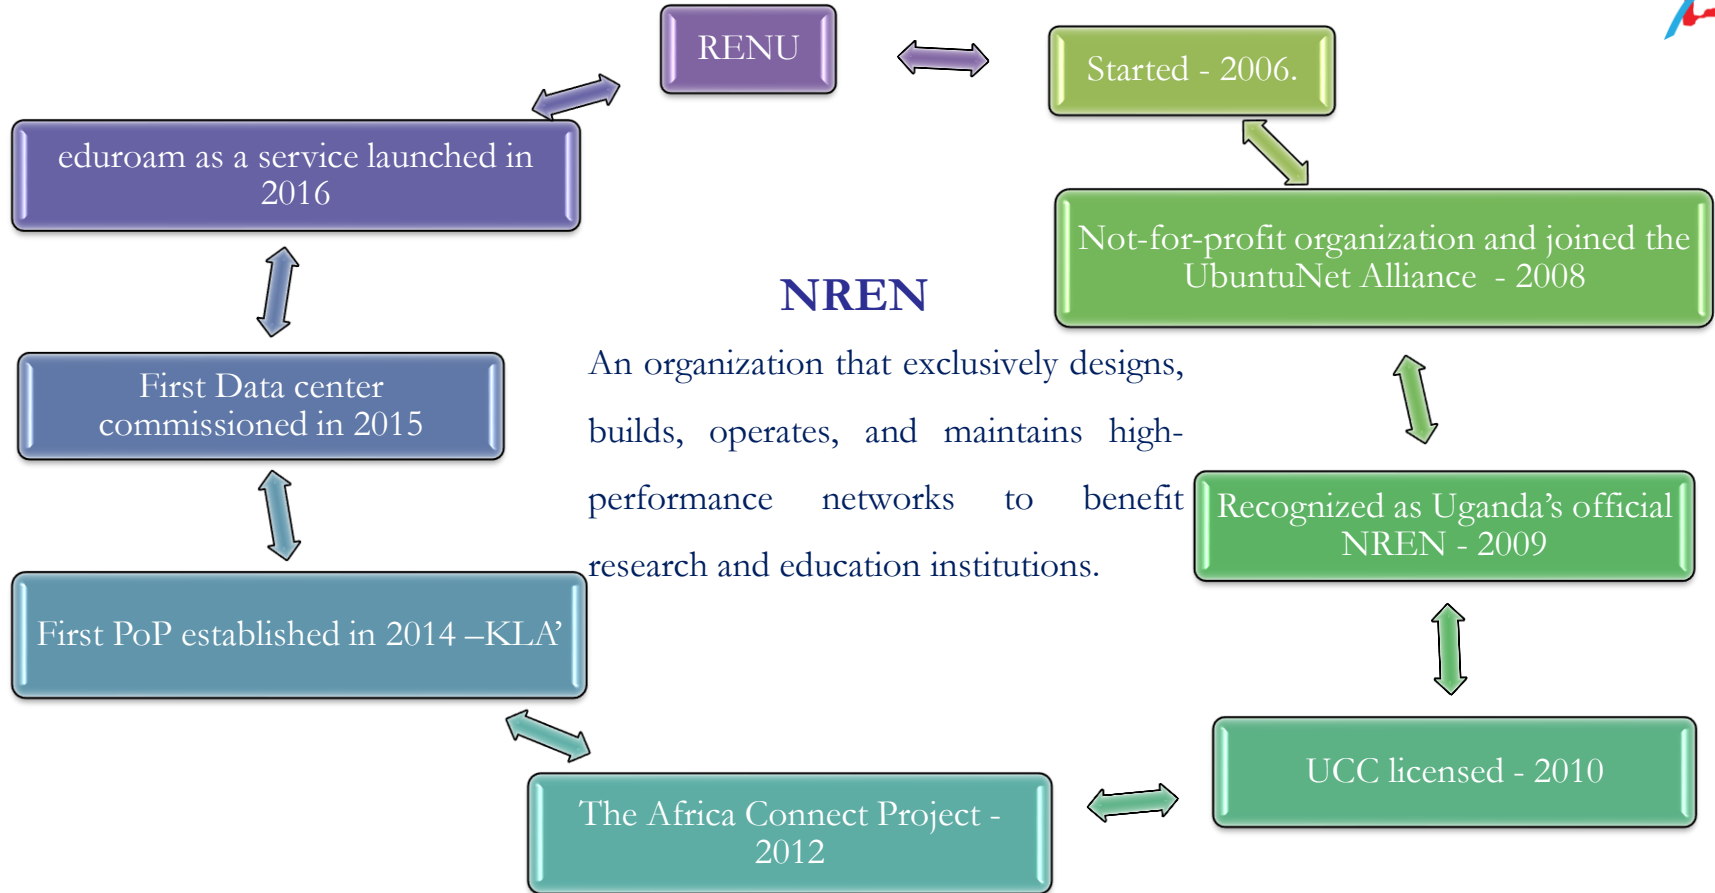 RENU
Started - 2006.
Not-for-profit organization and joined the
UbuntuNet Alliance - 2008
Recognized as Uganda’s official
NREN - 2009
UCC licensed - 2010
The Africa Connect Project -
2012
First PoP established in 2014 –KLA’
First Data center
commissioned in 2015
eduroam as a service launched in
2016
NREN
An organization that exclusively designs,
builds, operates, and maintains high-
performance networks to benefit
research and education institutions.